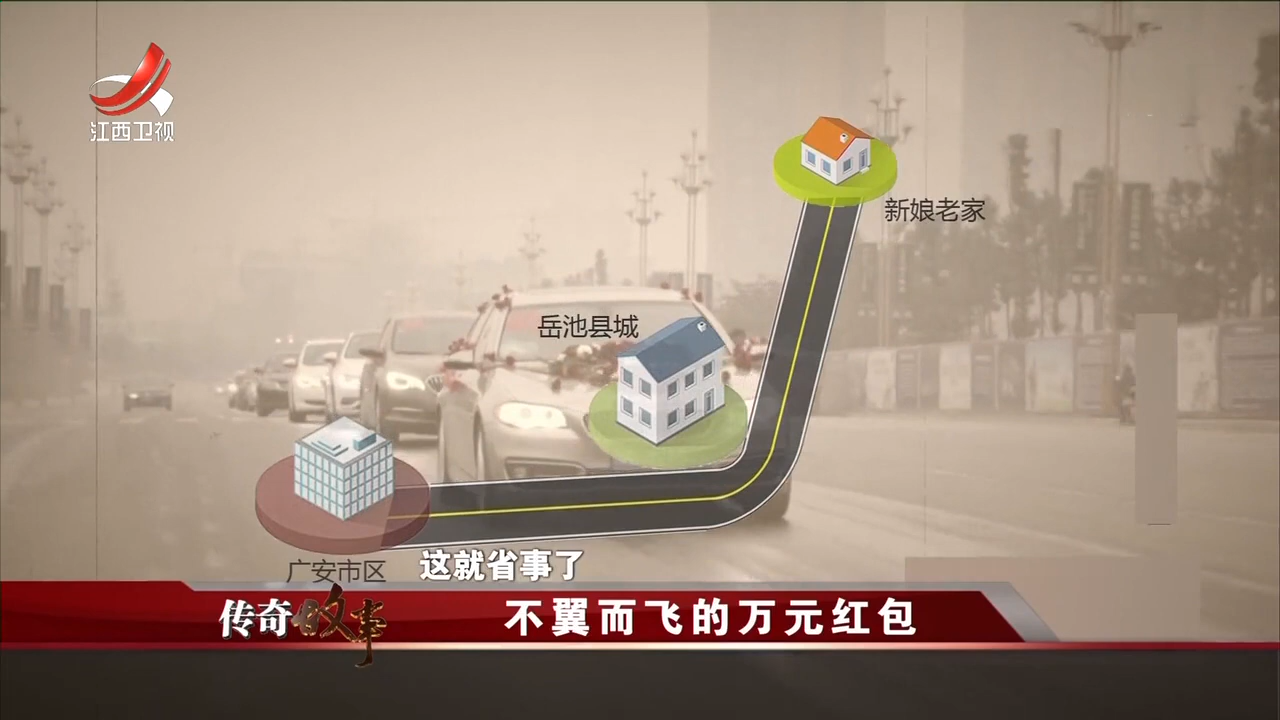 江西卫视
新娘老家
岳池县城
广安市区
这就省事了
传奇故事
不翼而飞的万元红包